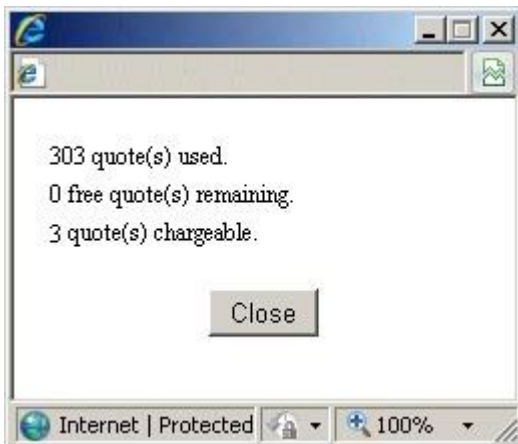 303 quote(s) used.
0 free quote(s) remaining.
3 quote(s) chargeable.
Close
Internet | Protected
100%